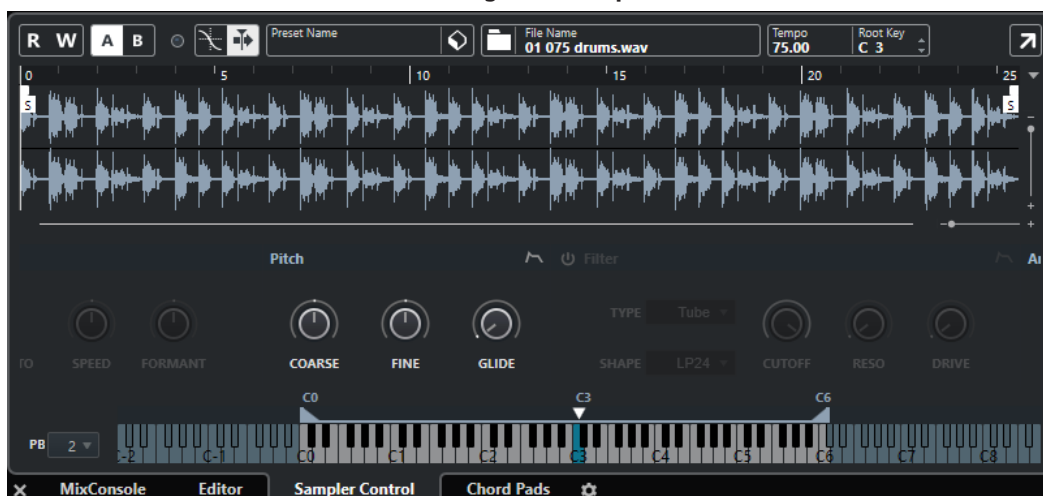 R W A B Preset Name File Name Tempo Root Key
01 075 drums.wav 75.00 C 3
0 5 10 15 20 25
S S
Pitch Filter
TYPE Tube
SPEED FORMANT COARSE FINE GLIDE SHAPE LP24 CUTOFF RESO DRIVE
C0 C3 C6
PB 2
C-1 C0 C1 C2 C3 C4 C5 C6 C7 C8
MixConsole Editor Sampler Control Chord Pads